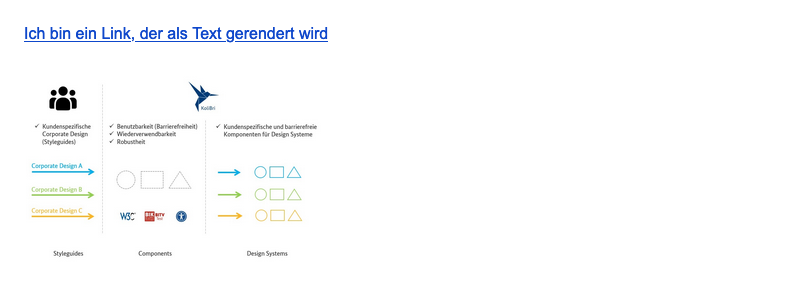 Ich bin ein Link, der als Text gerendert wird
KoliBri
✓ Kundenspezifische
Corporate Design
(Styleguides)
✓ Benutzbarkeit (Barrierefreiheit)
✓ Wiederverwendbarkeit
✓ Robustheit
✓ Kundenspezifische und barrierefreie
Komponenten für Design Systeme
Corporate Design A
Corporate Design B
Corporate Design C
W3C
BIK
BITV
Styleguides
Components
Design Systems